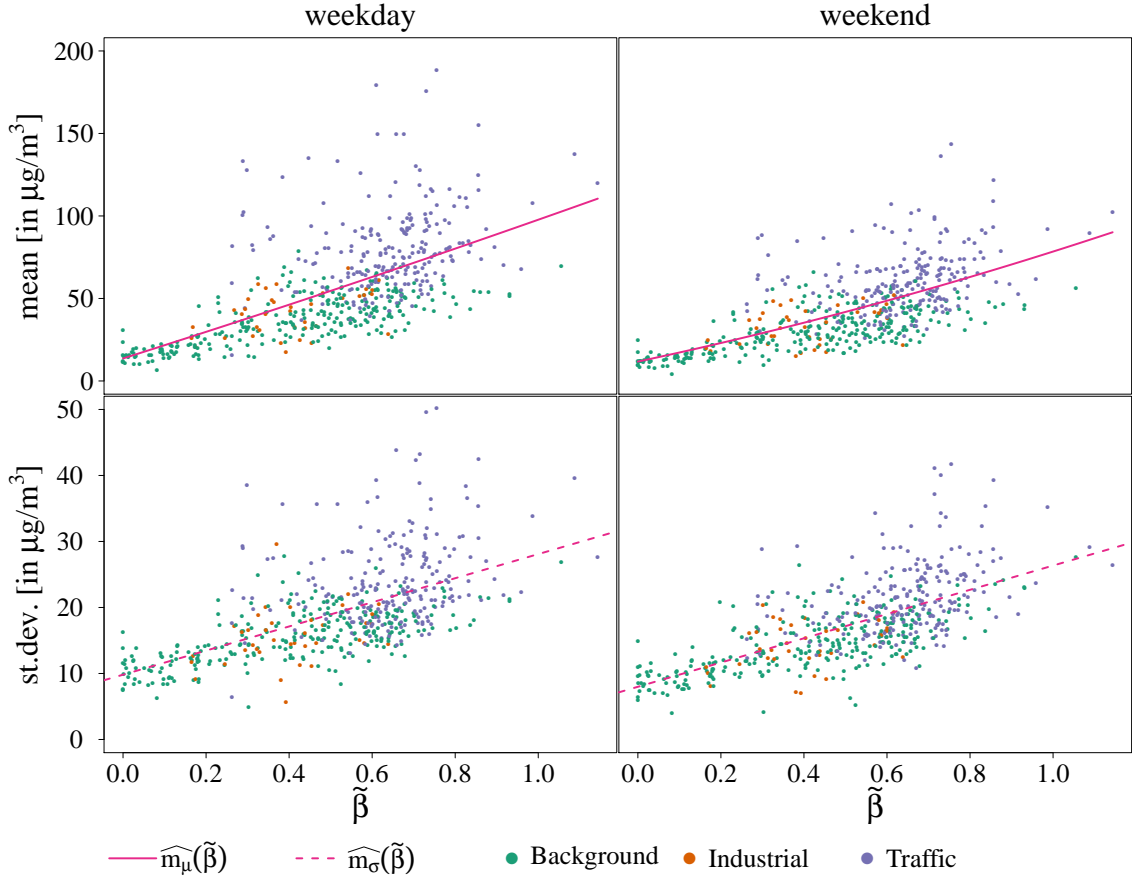 weekday weekend
mean [in μg/m³]
200
150
100
50
0
st.dev. [in μg/m³]
50
40
30
20
10
0
0.0 0.2 0.4 0.6 0.8 1.0 0.0 0.2 0.4 0.6 0.8 1.0
β̃ β̃
m̂_μ(β̃) m̂_σ(β̃) Background Industrial Traffic